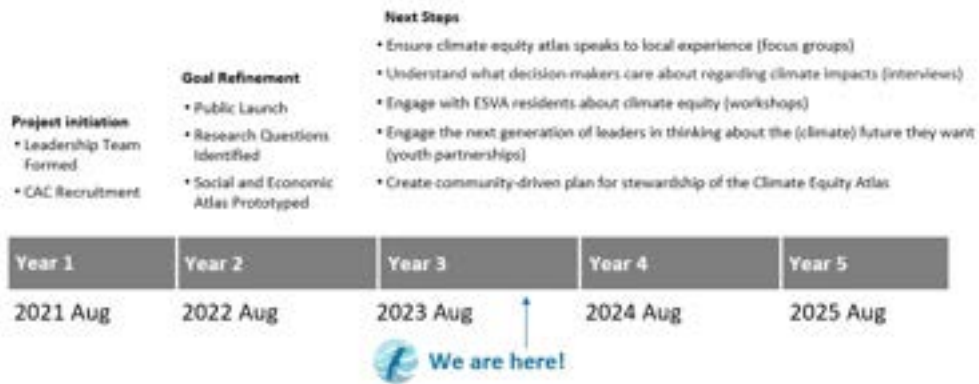 Project initiation
• Leadership Team
Formed
• CAC Recruitment
Goal Refinement
• Public Launch
• Research Questions
Identified
• Social and Economic
Atlas Prototyped
Next Steps
• Ensure climate equity atlas speaks to local experience (focus groups)
• Understand what decision-makers care about regarding climate impacts (interviews)
• Engage with ESVA residents about climate equity (workshops)
• Engage the next generation of leaders in thinking about the (climate) future they want
(youth partnerships)
• Create community-driven plan for stewardship of the Climate Equity Atlas
Year 1
Year 2
Year 3
Year 4
Year 5
2021 Aug
2022 Aug
2023 Aug
2024 Aug
2025 Aug
We are here!